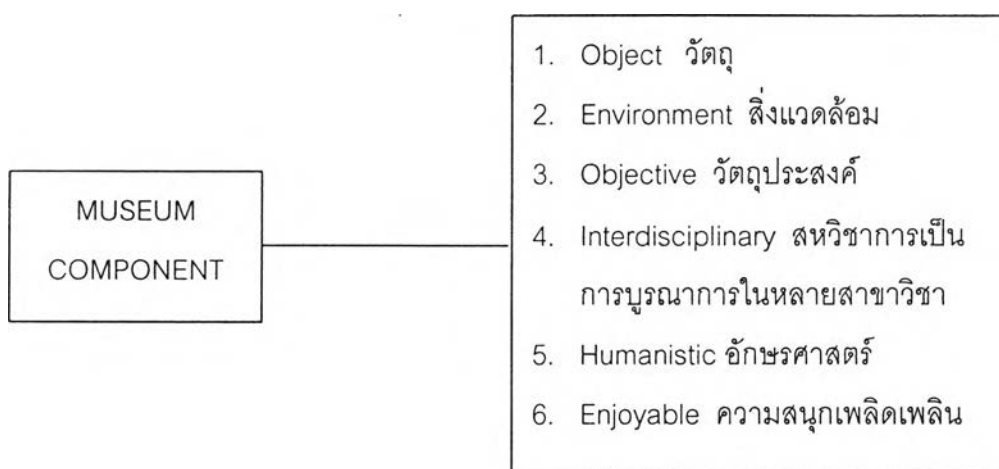 MUSEUM
COMPONENT
1. Object วัตถุ
2. Environment สิ่งแวดล้อม
3. Objective วัตถุประสงค์
4. Interdisciplinary สหวิชาการเป็น
การบูรณาการในหลายสาขาวิชา
5. Humanistic อักษรศาสตร์
6. Enjoyable ความสนุกเพลิดเพลิน